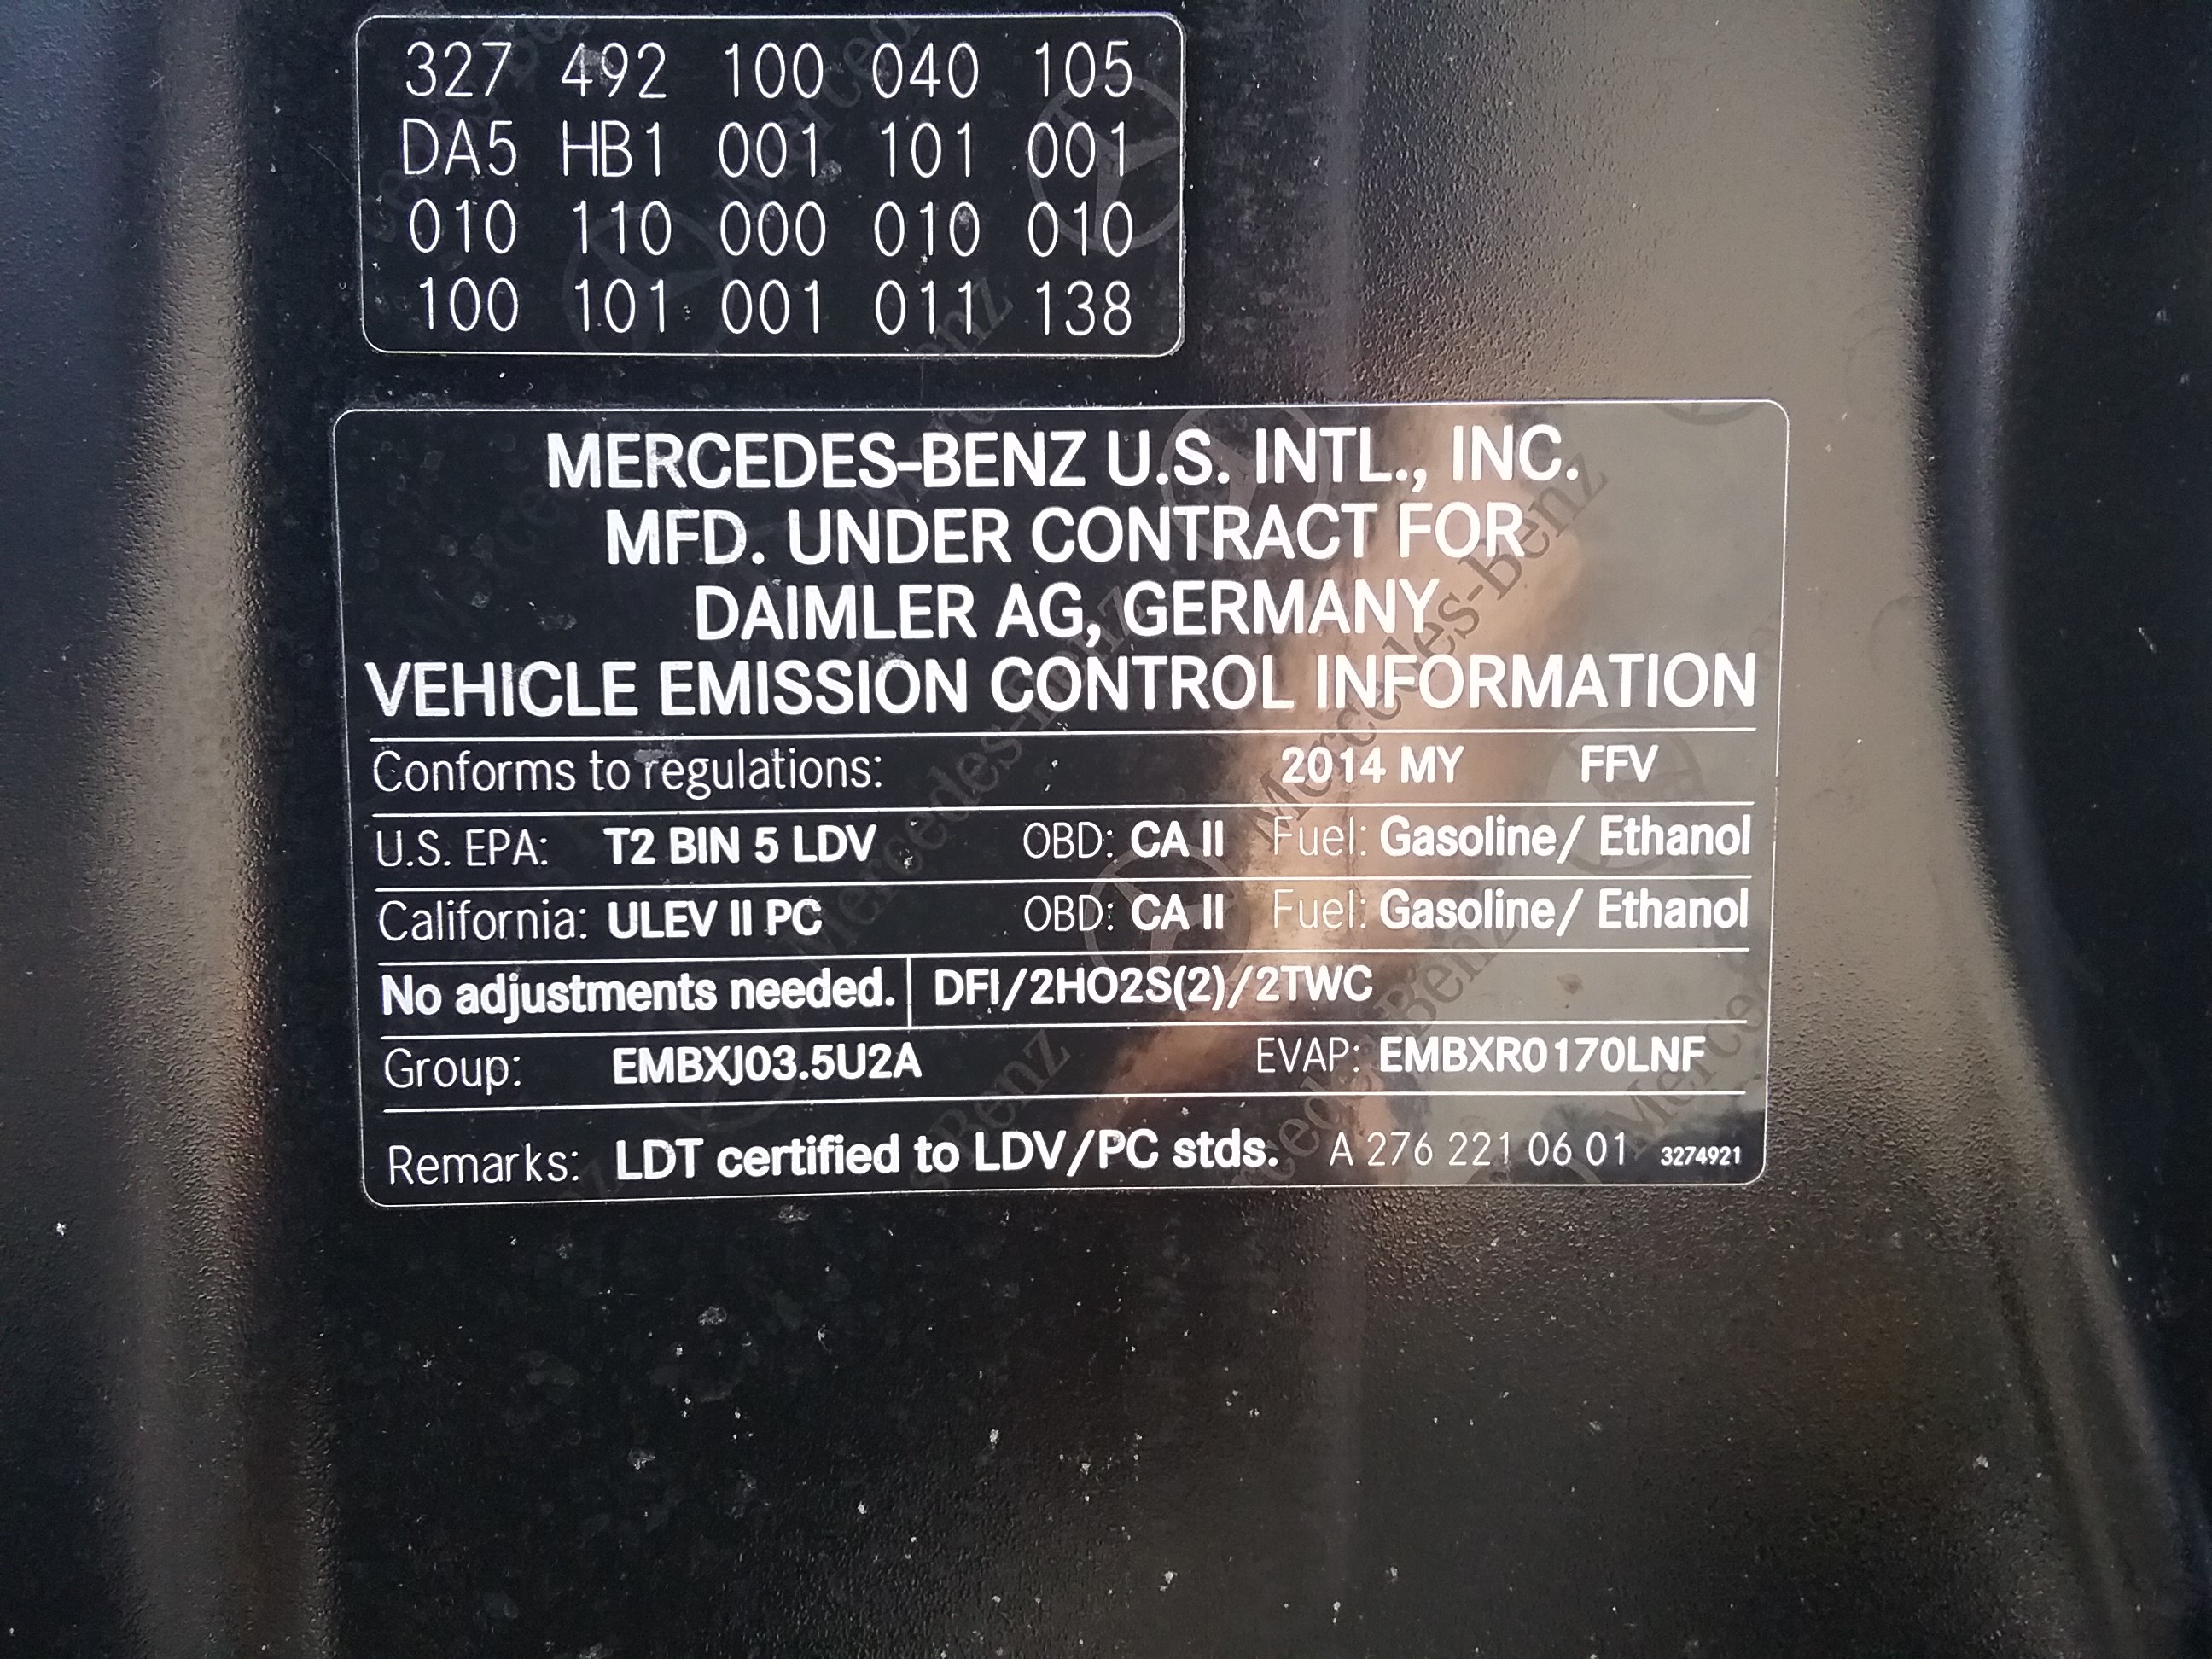 327 492 100 040 105
DA5 HB1 001 101 001
010 110 000 010 010
100 101 001 011 138
MERCEDES-BENZ U.S. INTL., INC.
MFD. UNDER CONTRACT FOR
DAIMLER AG, GERMANY
VEHICLE EMISSION CONTROL INFORMATION
Conforms to regulations: 2014 MY FFV
U.S. EPA: T2 BIN 5 LDV OBD: CA II Fuel: Gasoline/ Ethanol
California: ULEV II PC OBD: CA II Fuel: Gasoline/ Ethanol
No adjustments needed. DFI/2HO2S(2)/2TWC
Group: EMBXJ03.5U2A EVAP: EMBXR0170LNF
Remarks: LDT certified to LDV/PC stds. A 276 221 06 01 3274921